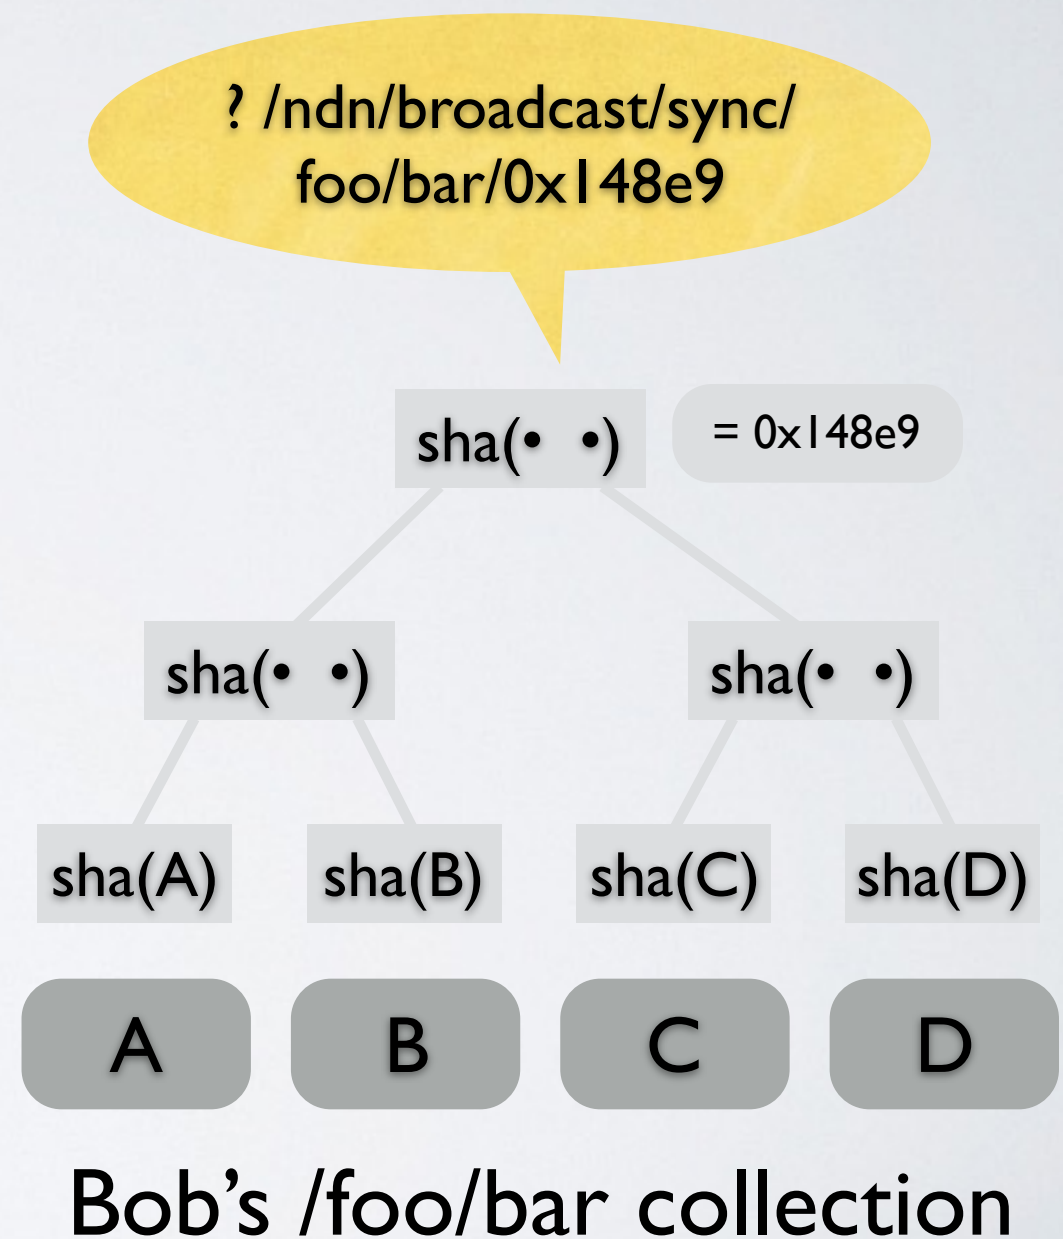 ? /ndn/broadcast/sync/
foo/bar/0x148e9
sha(• •)
= 0x148e9
sha(• •)
sha(• •)
sha(A)
sha(B)
sha(C)
sha(D)
A
B
C
D
Bob’s /foo/bar collection